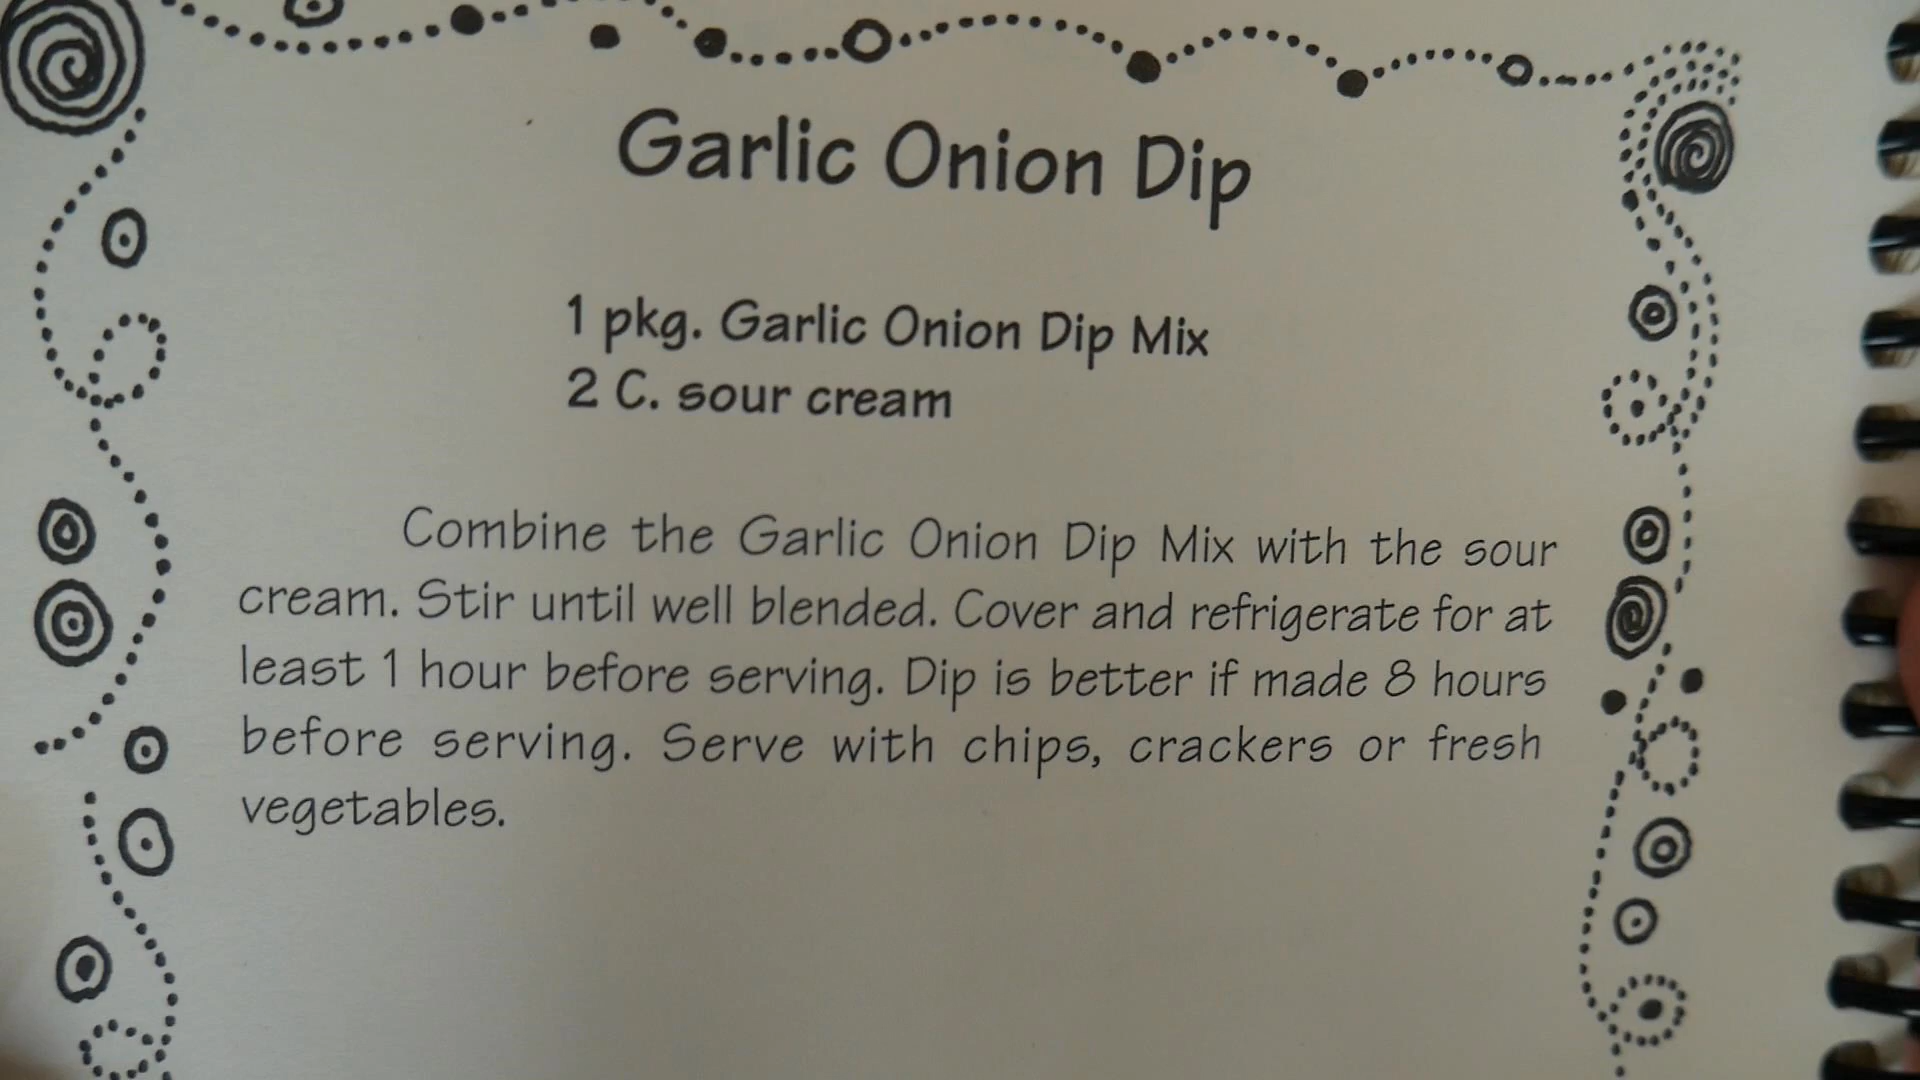 Garlic Onion Dip
1 pkg. Garlic Onion Dip Mix
2 C. sour cream
Combine the Garlic Onion Dip Mix with the sour
cream. Stir until well blended. Cover and refrigerate for at
least 1 hour before serving. Dip is better if made 8 hours
before serving. Serve with chips, crackers or fresh
vegetables.